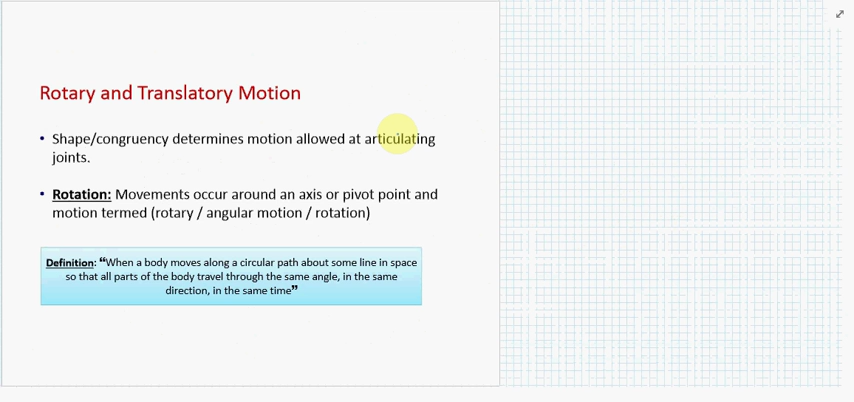 Rotary and Translatory Motion
• Shape/congruency determines motion allowed at articulating
joints.
• Rotation: Movements occur around an axis or pivot point and
motion termed (rotary / angular motion / rotation)
Definition: “When a body moves along a circular path about some line in space
so that all parts of the body travel through the same angle, in the same
direction, in the same time”